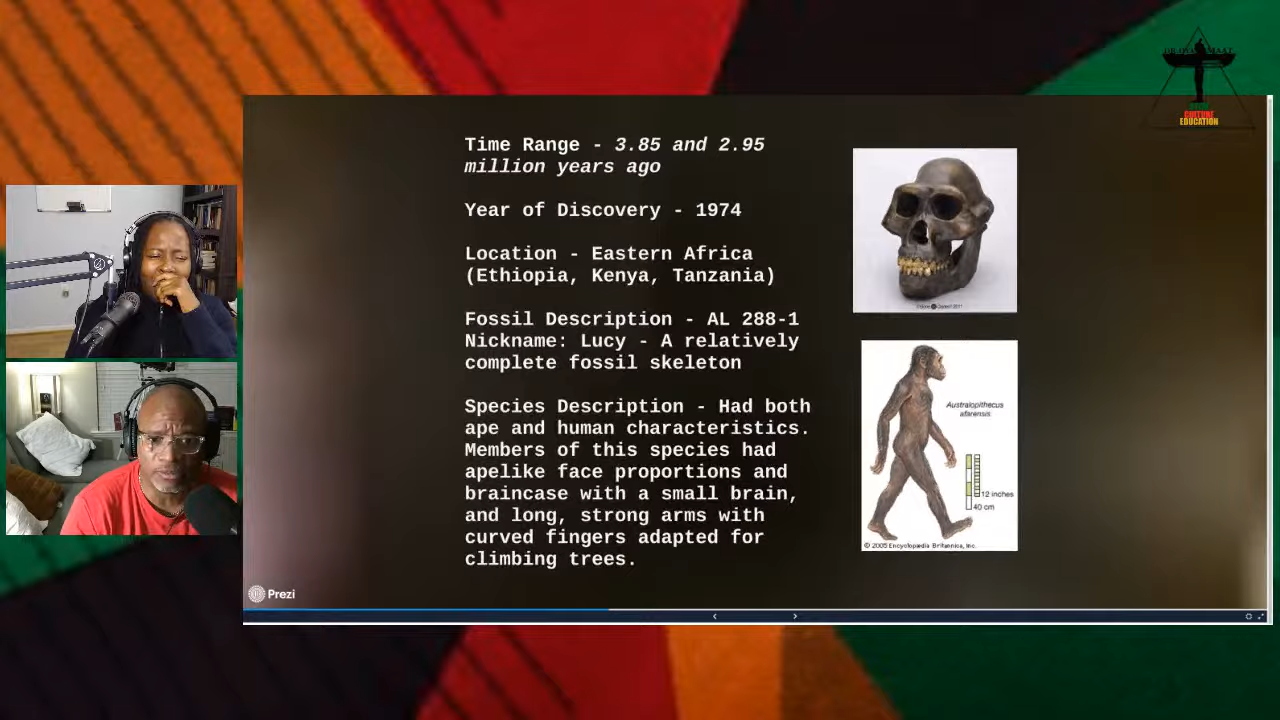 Time Range - 3.85 and 2.95
million years ago
Year of Discovery - 1974
Location - Eastern Africa
(Ethiopia, Kenya, Tanzania)
Fossil Description - AL 288-1
Nickname: Lucy - A relatively
complete fossil skeleton
Species Description - Had both
ape and human characteristics.
Members of this species had
apelike face proportions and
braincase with a small brain,
and long, strong arms with
curved fingers adapted for
climbing trees.
Australopithecus
afarensis
12 inches
40 cm
© 2005 Encyclopædia Britannica, Inc.
CULTURE
EDUCATION
Prezi